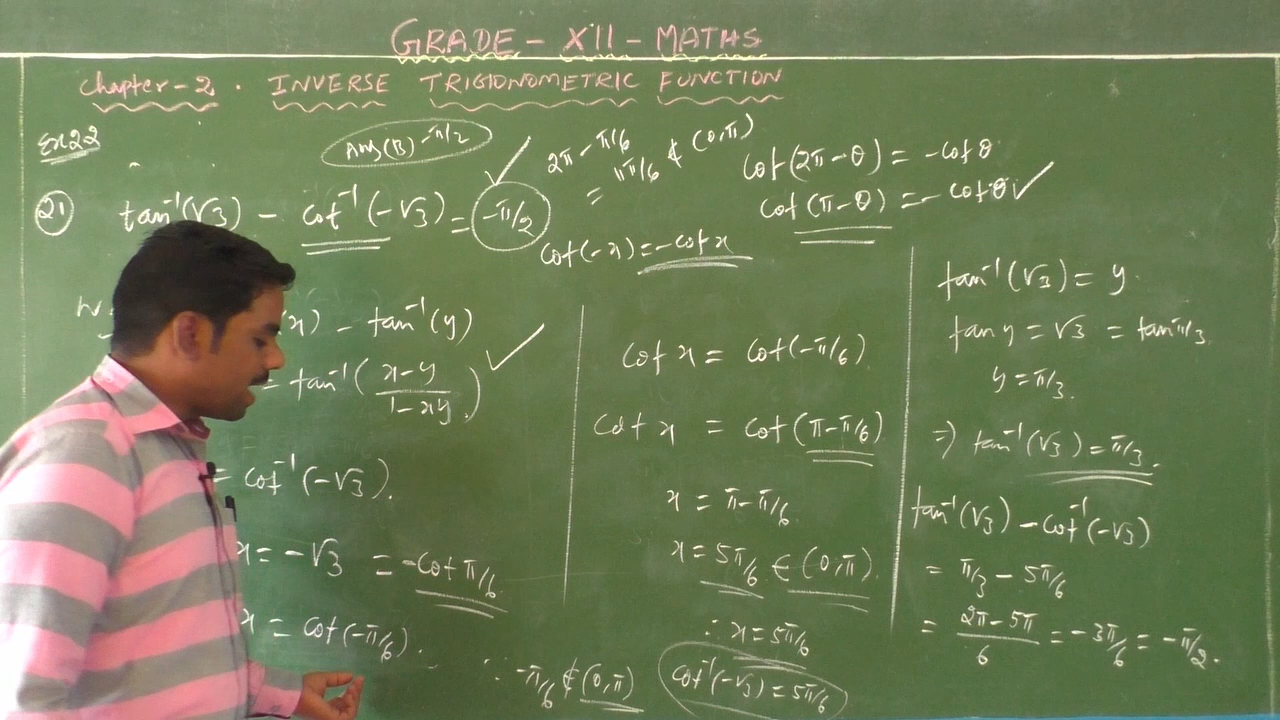 GRADE - XII - MATHS
Chapter - 2. INVERSE TRIGIONOMETRIC FUNCTION
Ex 2.2
Ans (B) -π/2 ✓
2π - π/6
= 11π/6 ∉ (0,π)
cot(2π - θ) = -cot θ
cot(π - θ) = -cot θ ✓
21 tan⁻¹(√3) - cot⁻¹(-√3) = -π/2
cot(-x) = -cot x
x) - tan⁻¹(y)
= tan⁻¹(x-y / 1-xy) ✓
= cot⁻¹(-√3).
x = -√3 = -cot π/6
x = cot(-π/6).
∴ -π/6 ∉ (0,π)
cot x = cot(-π/6)
cot x = cot(π - π/6)
x = π - π/6
x = 5π/6 ∈ (0,π)
∴ x = 5π/6
cot⁻¹(-√3) = 5π/6
tan⁻¹(√3) = y
tan y = √3 = tan π/3
y = π/3.
⇒ tan⁻¹(√3) = π/3.
tan⁻¹(√3) - cot⁻¹(-√3)
= π/3 - 5π/6
= 2π - 5π / 6 = -3π/6 = -π/2.